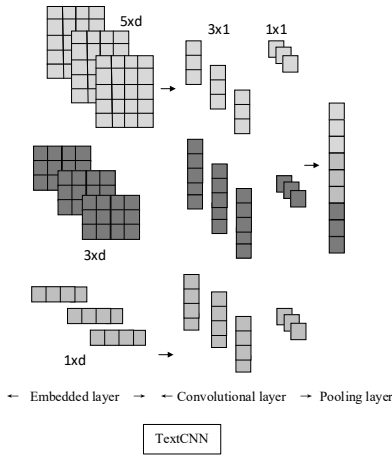 5xd
3x1
1x1
3xd
1xd
← Embedded layer → ← Convolutional layer → Pooling layer
TextCNN